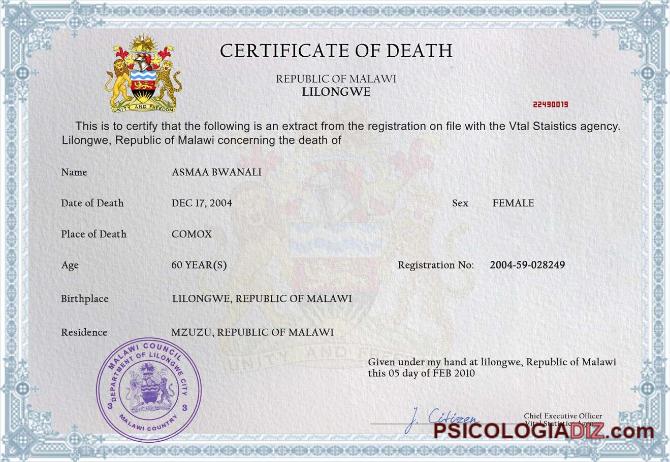 CERTIFICATE OF DEATH
REPUBLIC OF MALAWI
LILONGWE
22490019
This is to certify that the following is an extract from the registration on file with the Vtal Staistics agency.
Lilongwe, Republic of Malawi concerning the death of
Name ASMAA BWANALI
Date of Death DEC 17, 2004 Sex FEMALE
Place of Death COMOX
Age 60 YEAR(S) Registration No: 2004-59-028249
Birthplace LILONGWE, REPUBLIC OF MALAWI
Residence MZUZU, REPUBLIC OF MALAWI
UNITY AND FREEDOM
MALAWI COUNCIL
DEPARTMENT OF LILONGWE CITY
3 3
MALAWI COUNTRY
Given under my hand at lilongwe, Republic of Malawi
this 05 day of FEB 2010
J. Citizen
Chief Executive Officer
Vital Statistics
PSICOLOGIADIZ.com